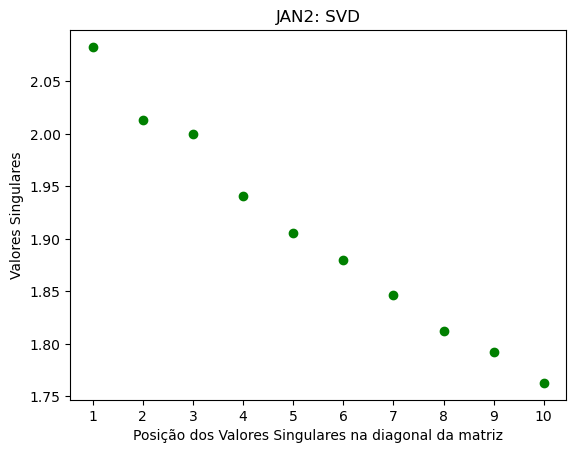 JAN2: SVD
Valores Singulares
2.05
2.00
1.95
1.90
1.85
1.80
1.75
1 2 3 4 5 6 7 8 9 10
Posição dos Valores Singulares na diagonal da matriz